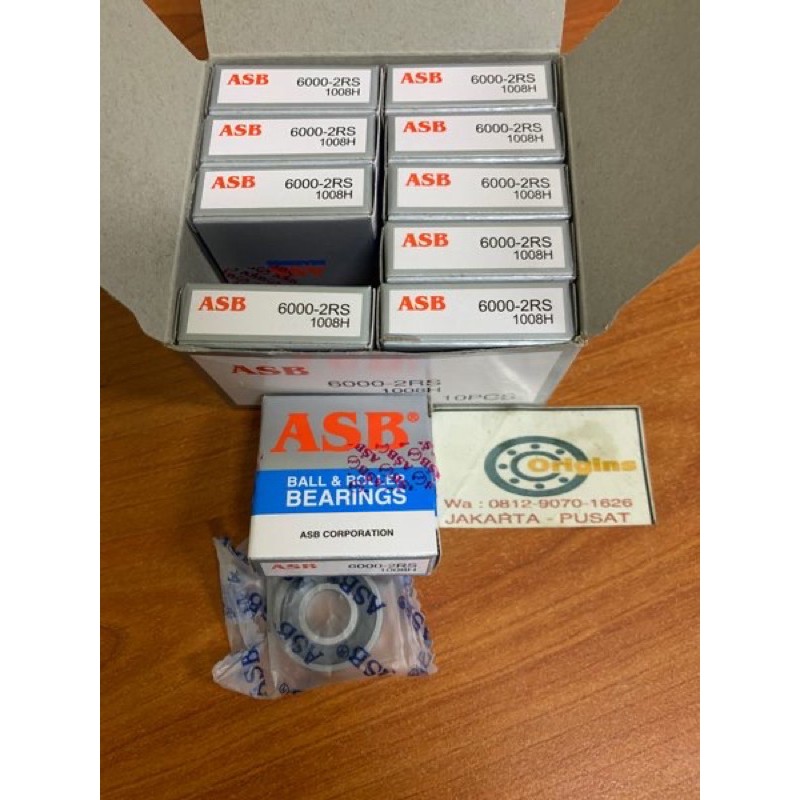 ASB 6000-2RS
1008H
ASB 6000-2RS
1008H
ASB 6000-2RS
1008H
ASB 6000-2RS
1008H
ASB 6000-2RS
1008H
ASB 6000-2RS
1008H
ASB 6000-2RS
1008H
ASB 6000-2RS
1008H
ASB 6000-2RS
1008H
ASB
6000-2RS
1008H
10PCS
ASB®
BALL & ROLLER
BEARINGS
ASB CORPORATION
ASB 6000-2RS
1008H
Origins
Wa : 0812-9070-1626
JAKARTA - PUSAT
ASB
ASB
ASB®